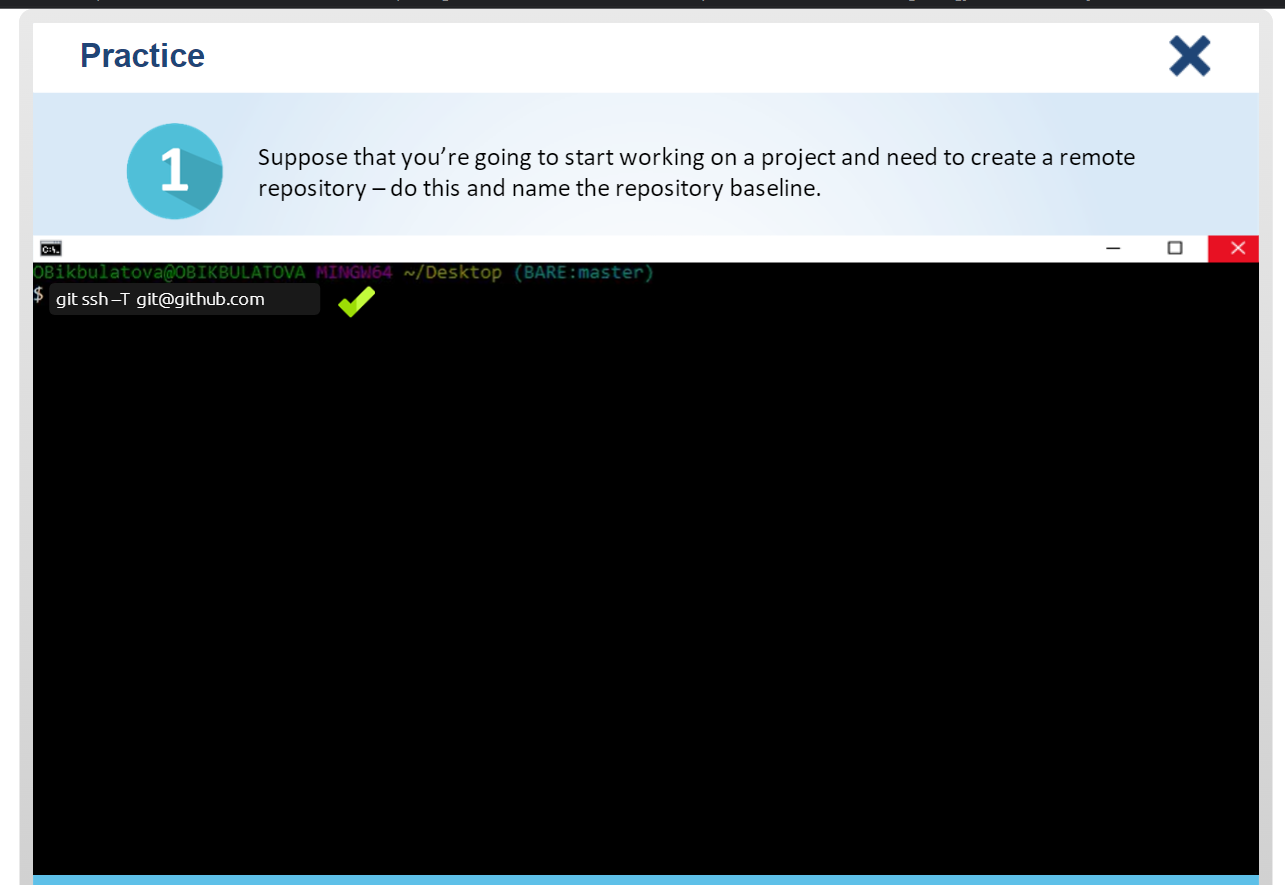 Practice
1
Suppose that you're going to start working on a project and need to create a remote
repository – do this and name the repository baseline.
C:\.
OBikbulatova@OBIKBULATOVA MINGW64 ~/Desktop (BARE:master)
$ git ssh –T git@github.com